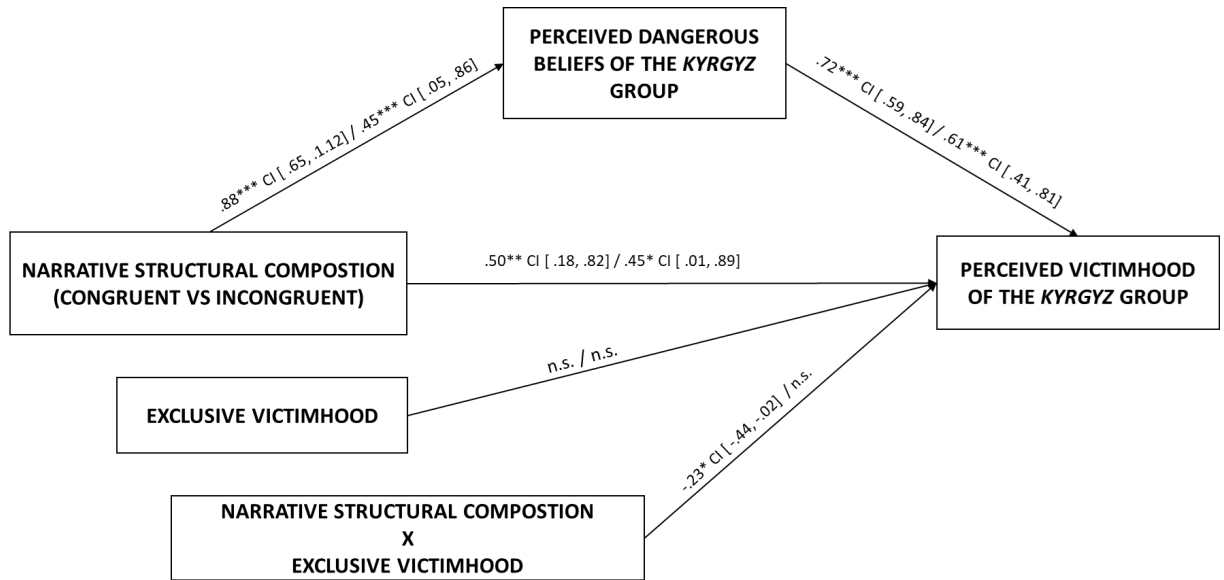 PERCEIVED DANGEROUS
BELIEFS OF THE KYRGYZ
GROUP
.88*** CI [ .65, .1.12] / .45*** CI [ .05, .86]
.72*** CI [ .59, .84] / .61*** CI [ .41, .81]
NARRATIVE STRUCTURAL COMPOSTION
(CONGRUENT VS INCONGRUENT)
.50** CI [ .18, .82] / .45* CI [ .01, .89]
PERCEIVED VICTIMHOOD
OF THE KYRGYZ GROUP
EXCLUSIVE VICTIMHOOD
n.s. / n.s.
-.23* CI [ -.44, -.02] / n.s.
NARRATIVE STRUCTURAL COMPOSTION
X
EXCLUSIVE VICTIMHOOD